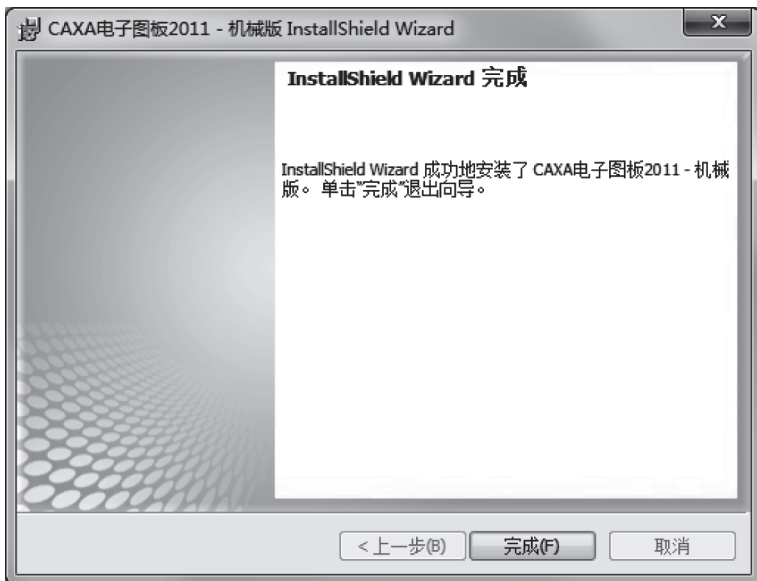 CAXA电子图板2011 - 机械版 InstallShield Wizard
InstallShield Wizard 完成
InstallShield Wizard 成功地安装了 CAXA电子图板2011 - 机械
版。 单击"完成"退出向导。
< 上一步(B)
完成(F)
取消